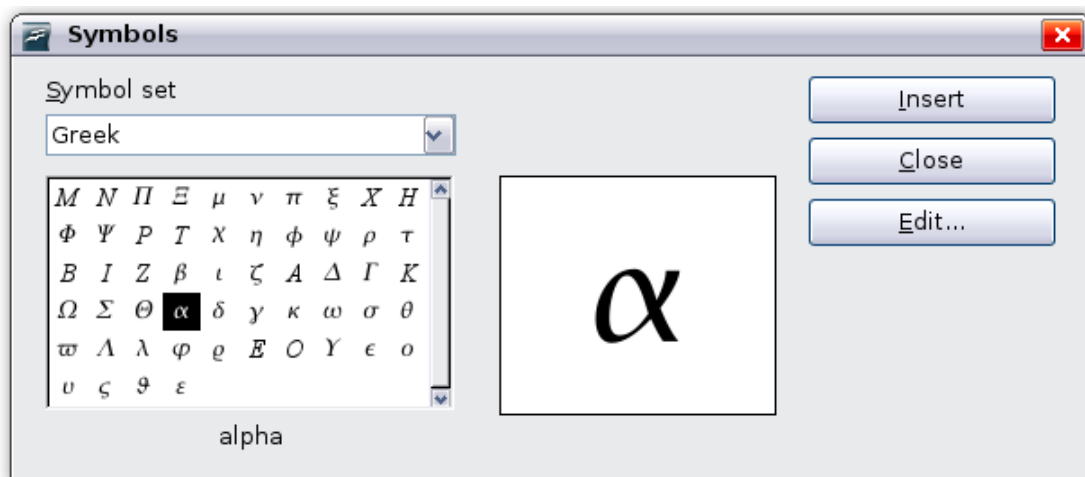 Symbols
Symbol set
Greek
Μ Ν Π Ξ μ ν π ξ Χ Η
Φ Ψ Ρ Τ χ η ϕ ψ ρ τ
Β Ι Ζ β ι ζ Α Δ Γ Κ
Ω Σ Θ α δ γ κ ω σ θ
ϖ Λ λ φ ϱ Ε Ο Υ ϵ ο
υ ς ϑ ε
alpha
α
Insert
Close
Edit...